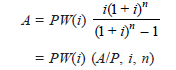 A = PW(i) i(1 + i)^n / (1 + i)^n − 1
= PW(i) (A/P, i, n)